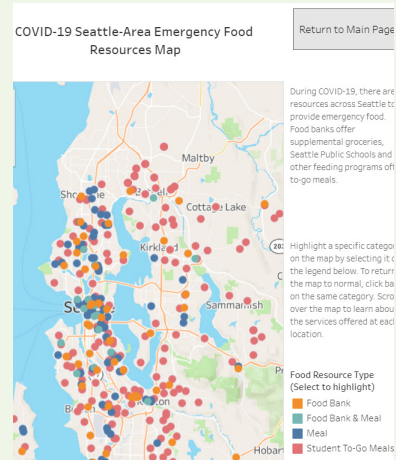 COVID-19 Seattle-Area Emergency Food
Resources Map
Return to Main Page
During COVID-19, there are
resources across Seattle to
provide emergency food.
Food banks offer
supplemental groceries,
Seattle Public Schools and
other feeding programs off
to-go meals.
Highlight a specific categor
on the map by selecting it o
the legend below. To return
the map to normal, click ba
on the same category. Scro
over the map to learn abou
the services offered at each
location.
Food Resource Type
(Select to highlight)
Food Bank
Food Bank & Meal
Meal
Student To-Go Meals
Maltby
Cottage Lake
Kirkland
Sammamish
Hobar